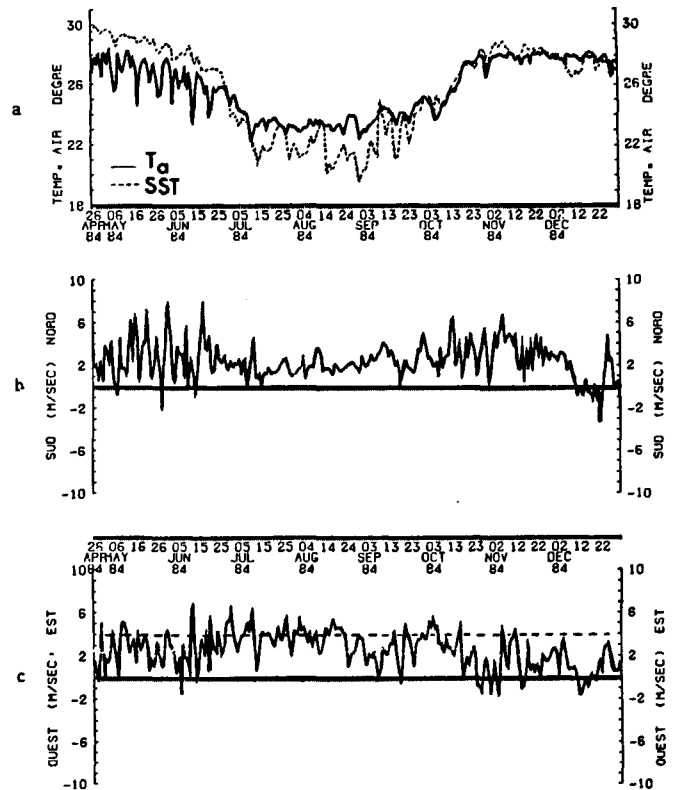 a
TEMP. AIR DEGRE
30
26
22
18
TEMP. AIR DEGRE
30
26
22
18
Ta
SST
26 06 16 26 05 15 25 05 15 25 04 14 24 03 13 23 03 13 23 02 12 22 02 12 22
APR MAY JUN JUL AUG SEP OCT NOV DEC
84 84 84 84 84 84 84 84 84
b
SUD (M/SEC) NORD
10
6
2
-2
-6
-10
SUD (M/SEC) NORD
10
6
2
-2
-6
-10
26 06 16 26 05 15 25 05 15 25 04 14 24 03 13 23 03 13 23 02 12 22 02 12 22
APR MAY JUN JUL AUG SEP OCT NOV DEC
84 84 84 84 84 84 84 84 84
c
OUEST (M/SEC) EST
10
6
2
-2
-6
-10
OUEST (M/SEC) EST
10
6
2
-2
-6
-10